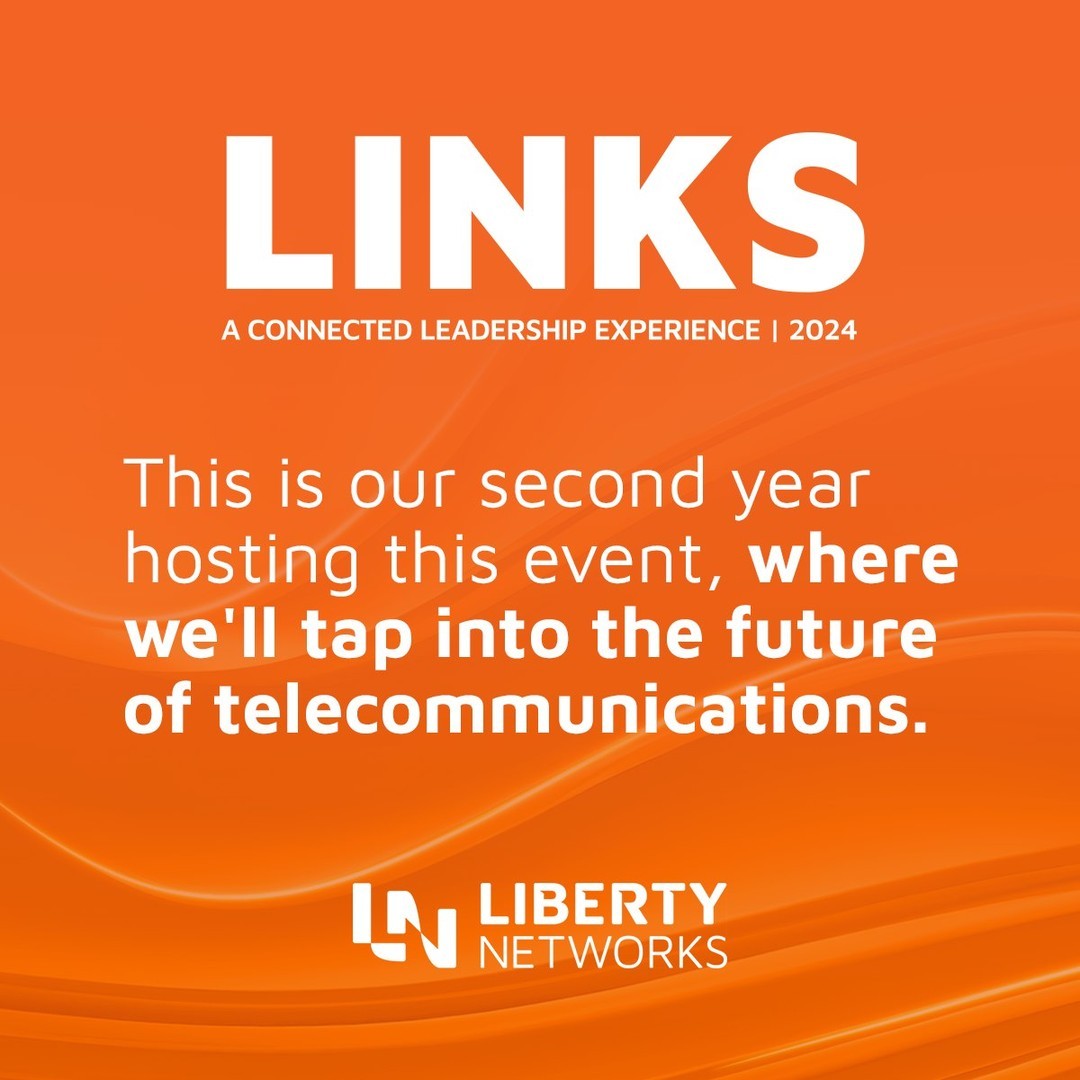 LINKS
A CONNECTED LEADERSHIP EXPERIENCE | 2024
This is our second year
hosting this event, where
we'll tap into the future
of telecommunications.
LN LIBERTY
NETWORKS